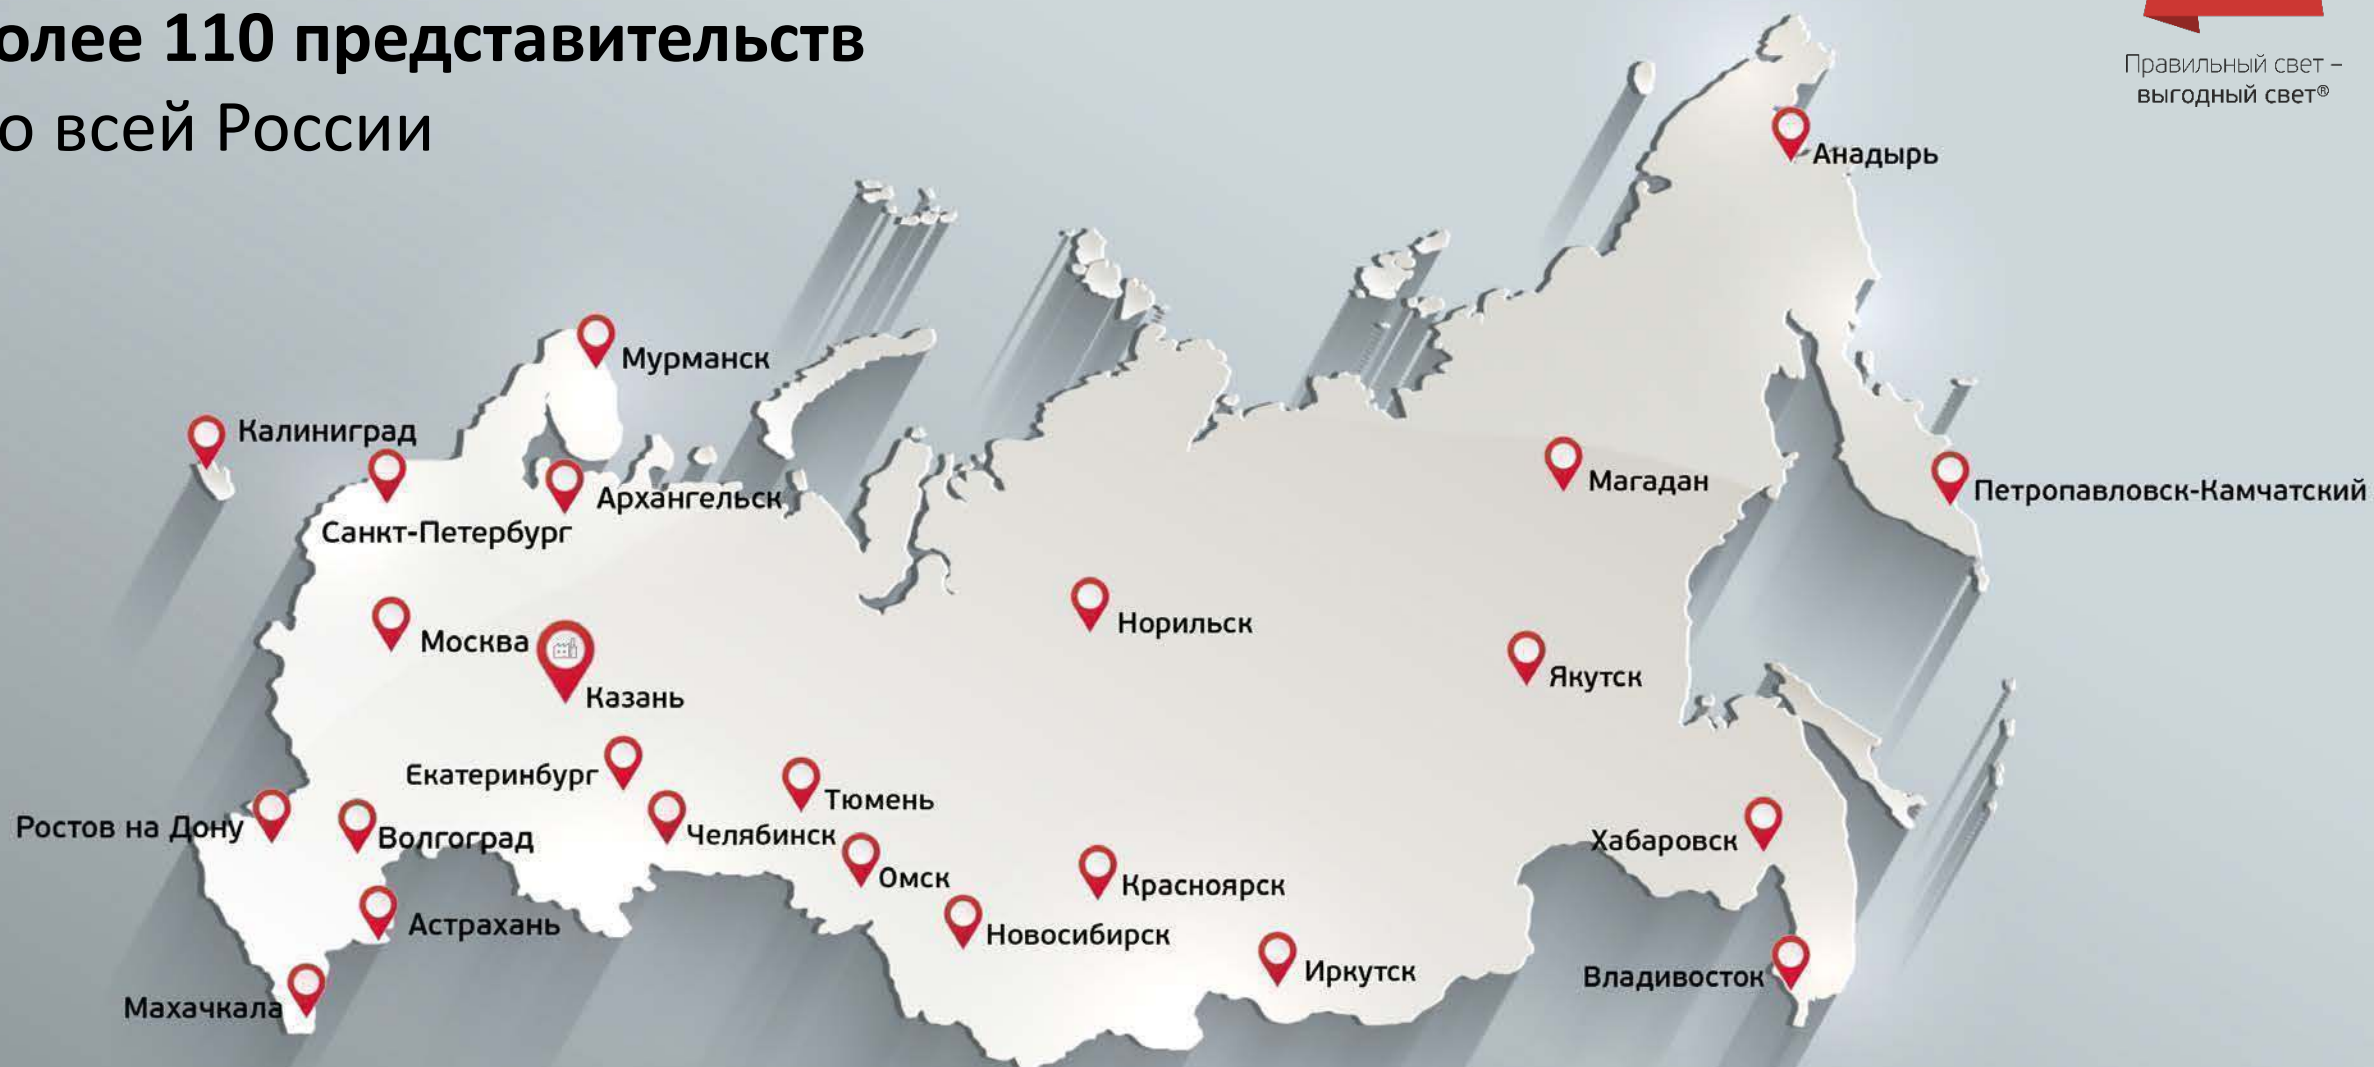 олее 110 представительств
о всей России
Правильный свет –
выгодный свет®
Анадырь
Мурманск
Калининград
Архангельск
Санкт-Петербург
Магадан
Петропавловск-Камчатский
Норильск
Москва
Казань
Якутск
Екатеринбург
Тюмень
Ростов на Дону
Волгоград
Челябинск
Хабаровск
Омск
Красноярск
Астрахань
Новосибирск
Иркутск
Владивосток
Махачкала